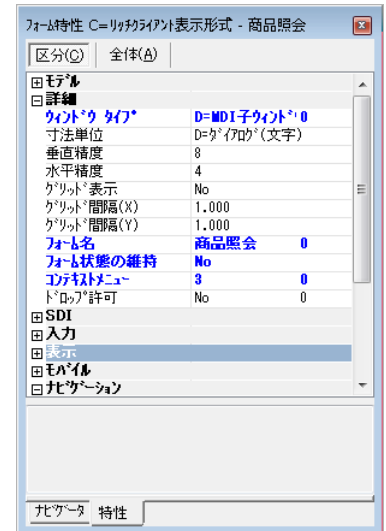 ﾌｫｰﾑ特性 C=ﾘｯﾁｸﾗｲｱﾝﾄ表示形式 - 商品照会
区分(C) 全体(A)
ﾓﾃﾞﾙ
詳細
ｳｨﾝﾄﾞｳ ﾀｲﾌﾟ D=MDI子ｳｨﾝﾄﾞ 0
寸法単位 D=ﾀﾞｲｱﾛｸﾞ(文字)
垂直精度 8
水平精度 4
ｸﾞﾘｯﾄﾞ表示 No
ｸﾞﾘｯﾄﾞ間隔(X) 1.000
ｸﾞﾘｯﾄﾞ間隔(Y) 1.000
ﾌｫｰﾑ名 商品照会 0
ﾌｫｰﾑ状態の維持 No
ｺﾝﾃｷｽﾄﾒﾆｭｰ 3 0
ﾄﾞﾛｯﾌﾟ許可 No 0
SDI
入力
表示
ﾓﾊﾞｲﾙ
ﾅﾋﾞｹﾞｰｼｮﾝ
ﾅﾋﾞｹﾞｰﾀ 特性